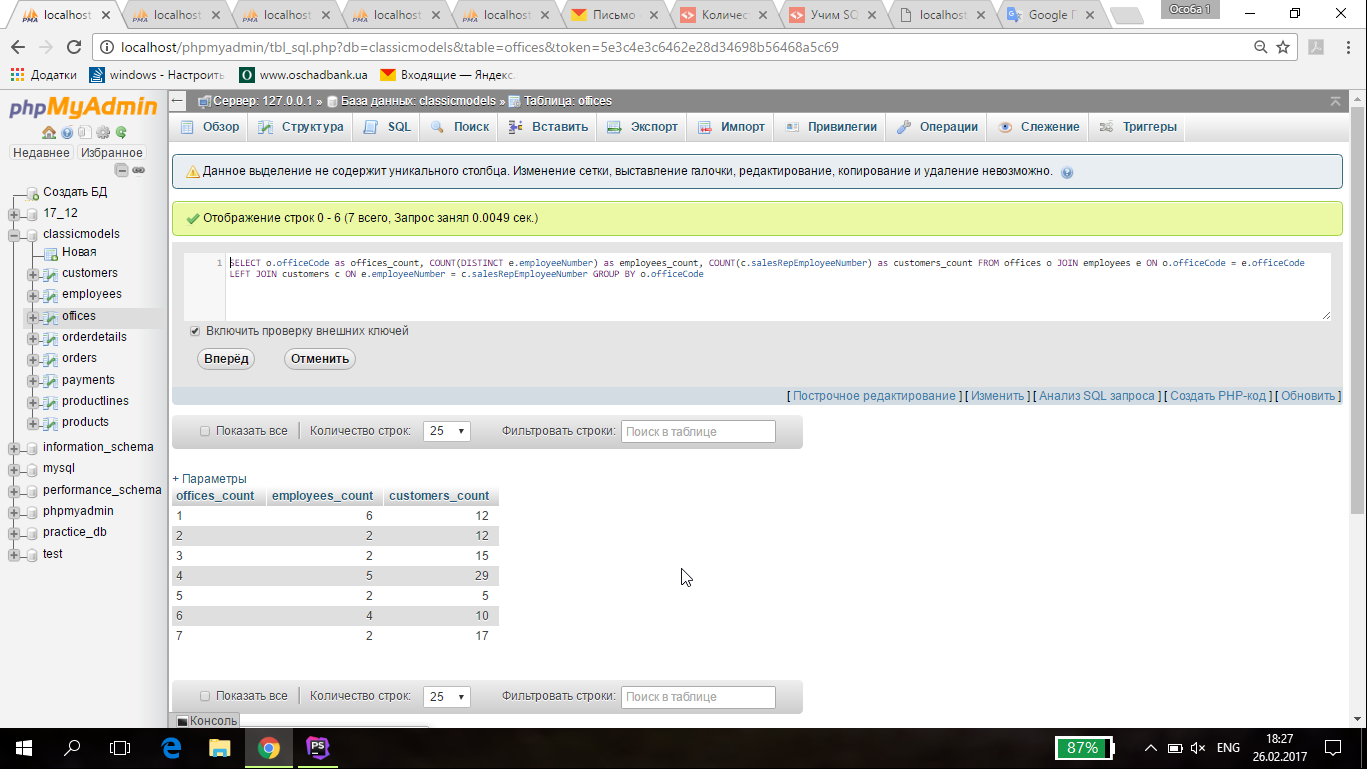 localhost
localhost
localhost
localhost
localhost
Письмо
Количес
Учим SQ
localhost
Google П
Особа 1
localhost/phpmyadmin/tbl_sql.php?db=classicmodels&table=offices&token=5e3c4e3c6462e28d34698b56468a5c69
Додатки
windows - Настроить
www.oschadbank.ua
Входящие — Яндекс.
phpMyAdmin
Недавнее Избранное
Создать БД
17_12
classicmodels
Новая
customers
employees
offices
orderdetails
orders
payments
productlines
products
information_schema
mysql
performance_schema
phpmyadmin
practice_db
test
Сервер: 127.0.0.1 » База данных: classicmodels » Таблица: offices
Обзор Структура SQL Поиск Вставить Экспорт Импорт Привилегии Операции Слежение Триггеры
Данное выделение не содержит уникального столбца. Изменение сетки, выставление галочки, редактирование, копирование и удаление невозможно.
Отображение строк 0 - 6 (7 всего, Запрос занял 0.0049 сек.)
1 SELECT o.officeCode as offices_count, COUNT(DISTINCT e.employeeNumber) as employees_count, COUNT(c.salesRepEmployeeNumber) as customers_count FROM offices o JOIN employees e ON o.officeCode = e.officeCode
LEFT JOIN customers c ON e.employeeNumber = c.salesRepEmployeeNumber GROUP BY o.officeCode
Включить проверку внешних ключей
Вперёд Отменить
[ Построчное редактирование ] [ Изменить ] [ Анализ SQL запроса ] [ Создать PHP-код ] [ Обновить ]
Показать все Количество строк: 25 Фильтровать строки: Поиск в таблице
+ Параметры
offices_count employees_count customers_count
1 6 12
2 2 12
3 2 15
4 5 29
5 2 5
6 4 10
7 2 17
Показать все Количество строк: 25 Фильтровать строки: Поиск в таблице
Консоль
PS
87%
ENG
18:27
26.02.2017